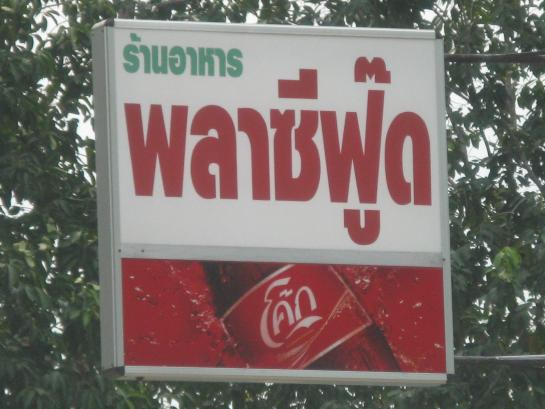 ร้านอาหาร
พลาซี่ฟู๊ด
โค้ก